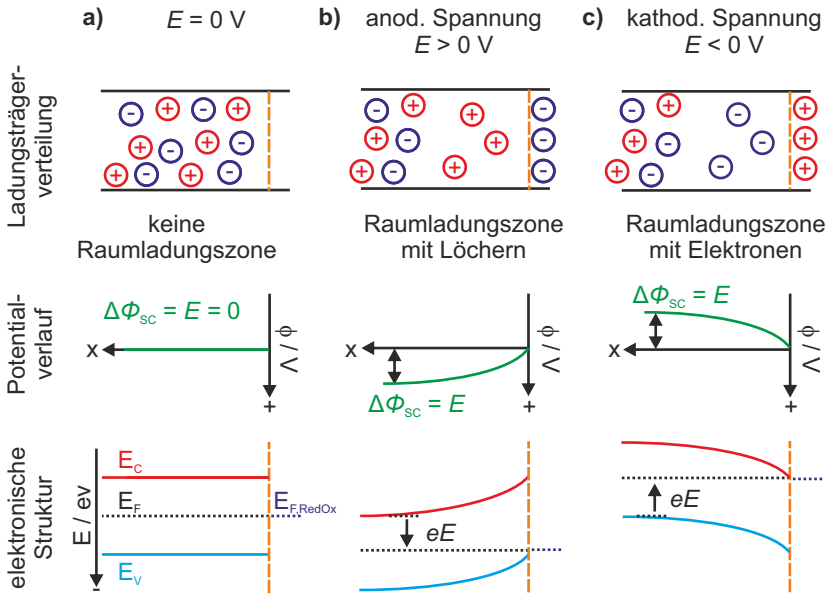 a) E = 0 V
b) anod. Spannung
E > 0 V
c) kathod. Spannung
E < 0 V
Ladungsträger-
verteilung
- + - +
+ - + -
+ - + -
- + + -
+ - + -
+ - + -
- + - +
+ - - +
+ - - +
keine
Raumladungszone
Raumladungszone
mit Löchern
Raumladungszone
mit Elektronen
Potential-
verlauf
ΔΦSC = E = 0
x
ϕ / V
+
x
ϕ / V
ΔΦSC = E
+
ΔΦSC = E
x
ϕ / V
+
elektronische
Struktur
E / ev
-
EC
EF
EF,RedOx
EV
eE
eE